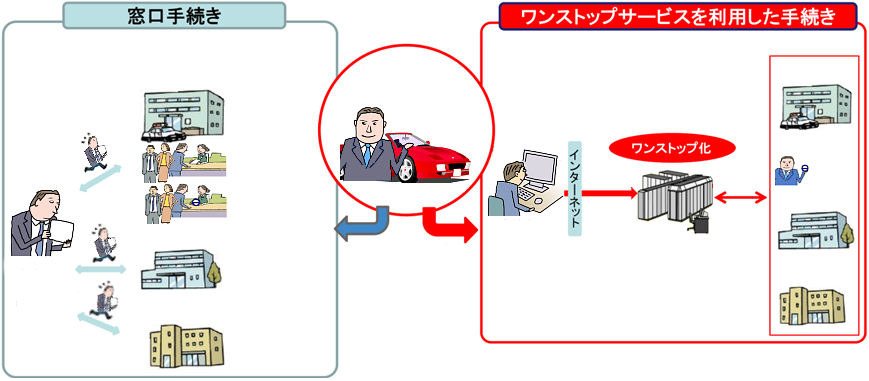 窓口手続き
ワンストップサービスを利用した手続き
ワンストップ化
インターネット